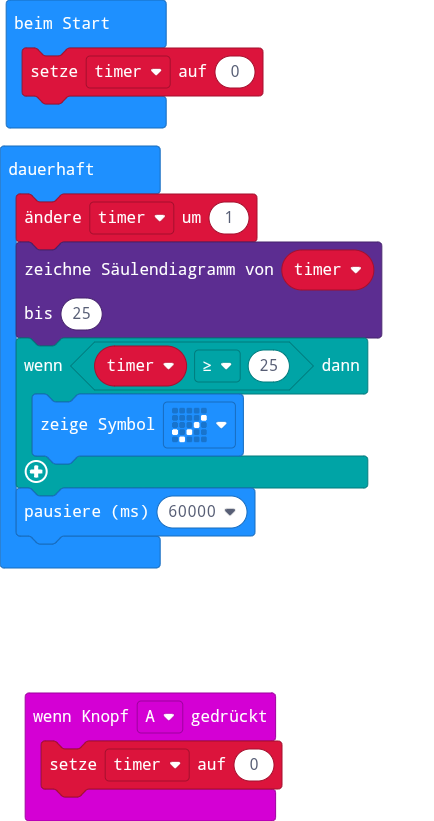 beim Start
setze timer auf 0
dauerhaft
ändere timer um 1
zeichne Säulendiagramm von timer
bis 25
wenn timer ≥ 25 dann
zeige Symbol
pausiere (ms) 60000
wenn Knopf A gedrückt
setze timer auf 0